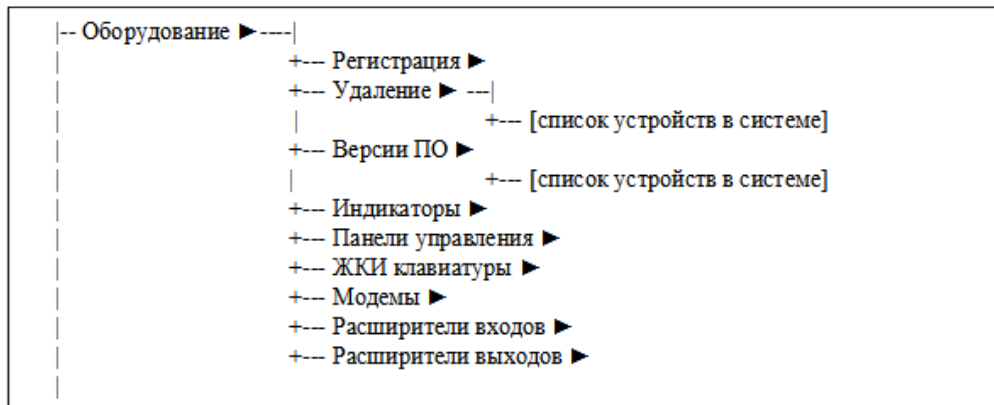 |-- Оборудование ►----|
| +--- Регистрация ►
| +--- Удаление ► ---|
| | +--- [список устройств в системе]
| +--- Версии ПО ►
| | +--- [список устройств в системе]
| +--- Индикаторы ►
| +--- Панели управления ►
| +--- ЖКИ клавиатуры ►
| +--- Модемы ►
| +--- Расширители входов ►
| +--- Расширители выходов ►
|